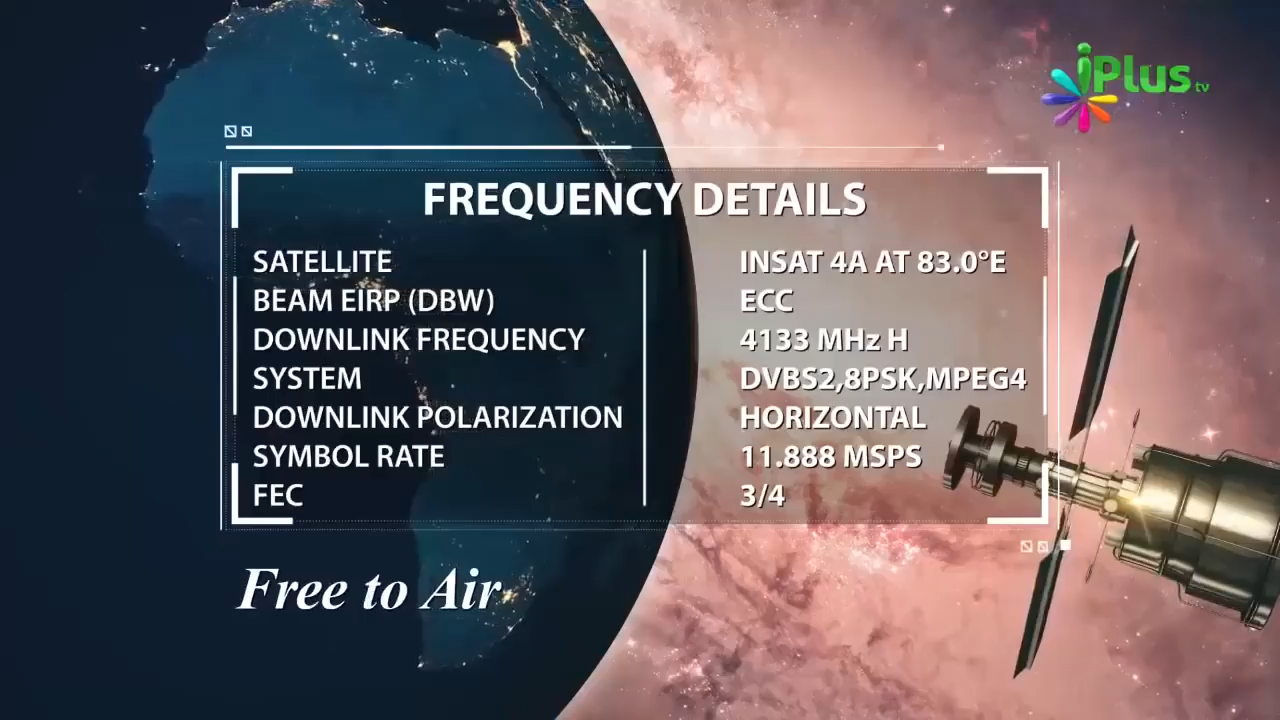 iPlus tv
FREQUENCY DETAILS
SATELLITE INSAT 4A AT 83.0°E
BEAM EIRP (DBW) ECC
DOWNLINK FREQUENCY 4133 MHz H
SYSTEM DVBS2,8PSK,MPEG4
DOWNLINK POLARIZATION HORIZONTAL
SYMBOL RATE 11.888 MSPS
FEC 3/4
Free to Air